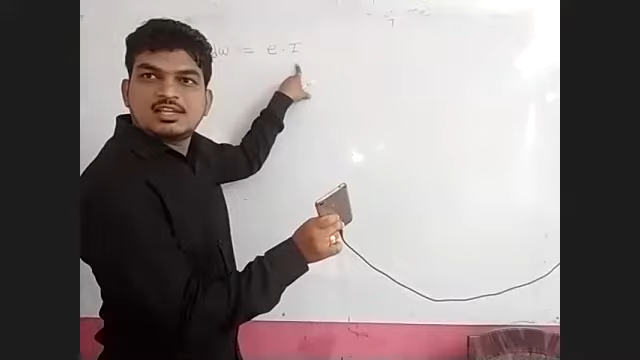 dw = e.I